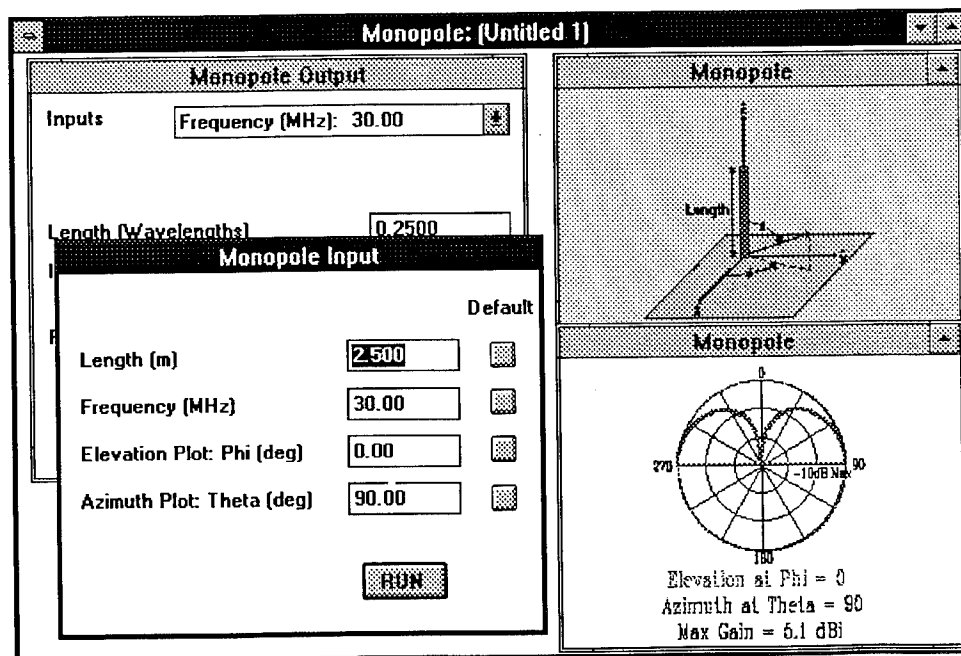 Monopole: (Untitled 1)
Monopole Output
Inputs
Frequency (MHz): 30.00
Length (Wavelengths)
0.2500
Monopole Input
Default
Length (m)
2.500
Frequency (MHz)
30.00
Elevation Plot: Phi (deg)
0.00
Azimuth Plot: Theta (deg)
90.00
RUN
Monopole
Length
Monopole
0
270
-10dB Max
90
180
Elevation at Phi = 0
Azimuth at Theta = 90
Max Gain = 5.1 dBi